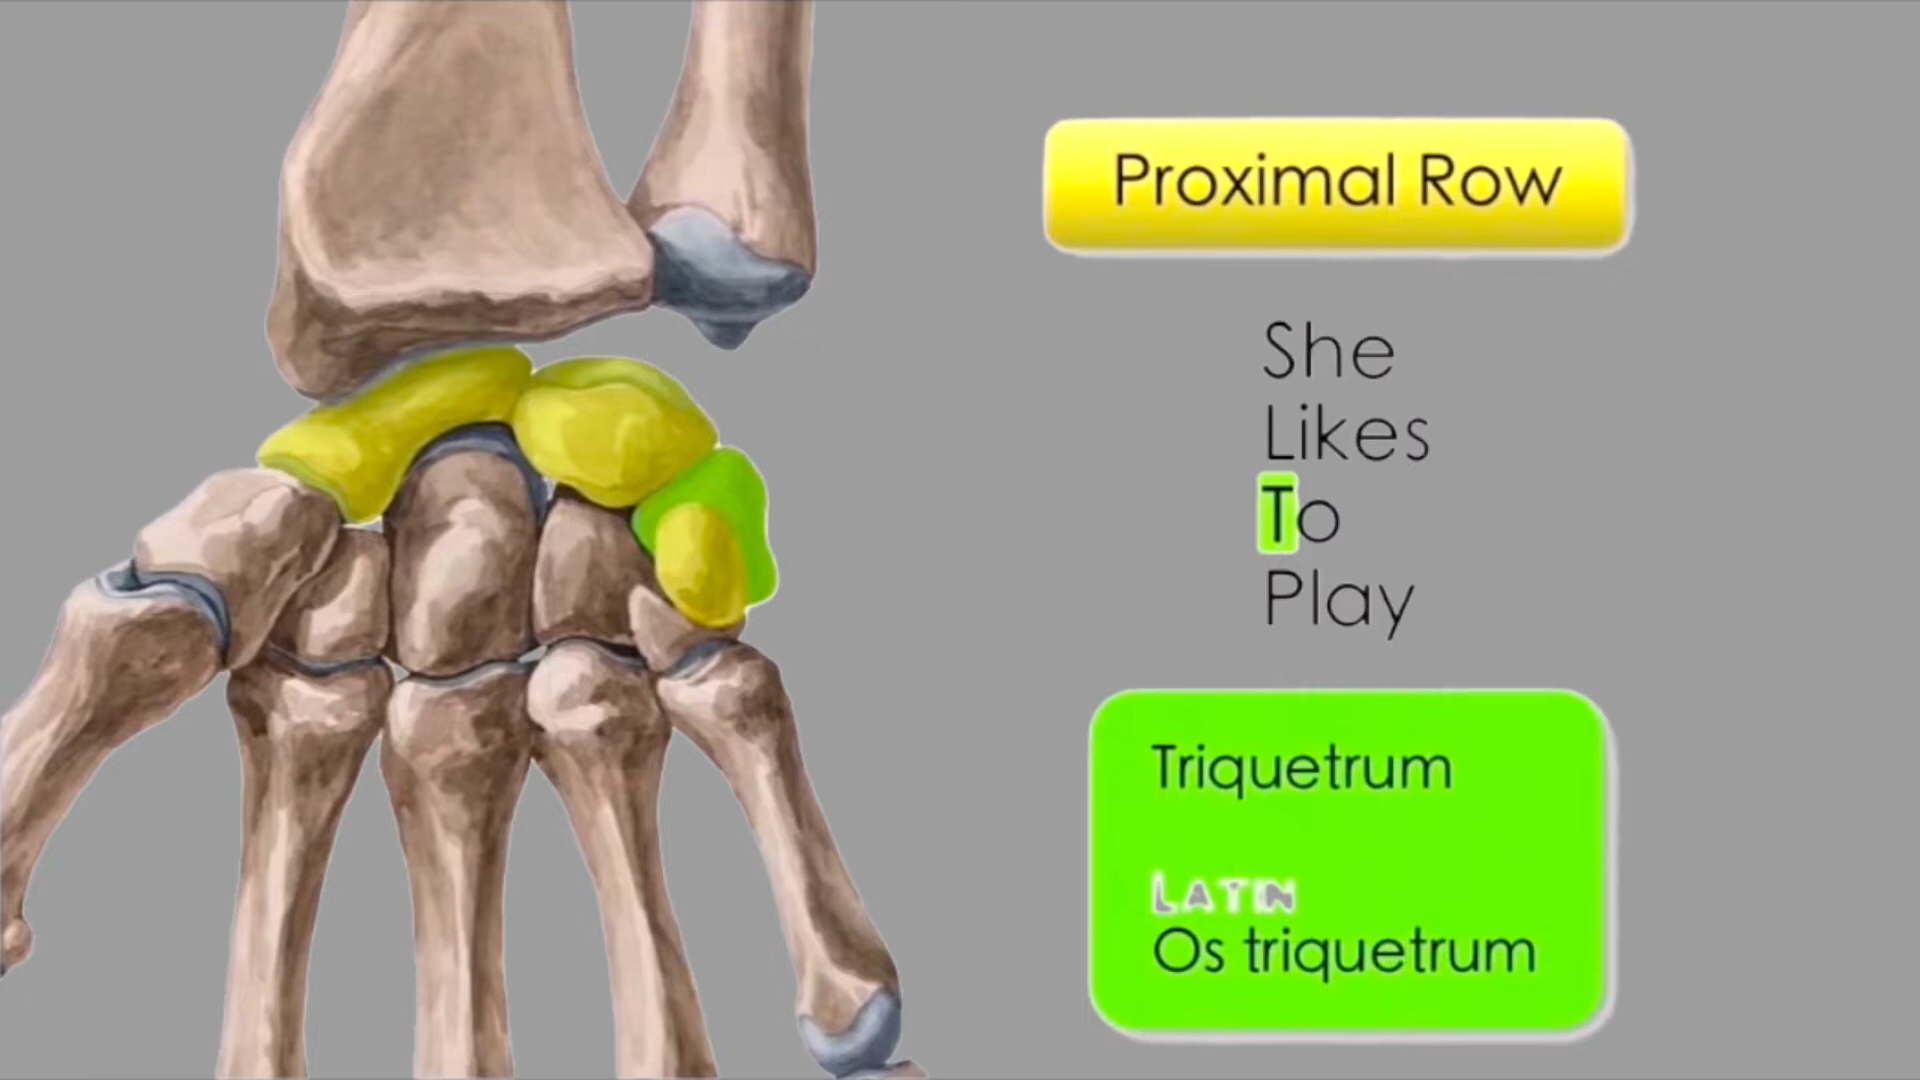 Proximal Row
She
Likes
To
Play
Triquetrum
LATIN
Os triquetrum